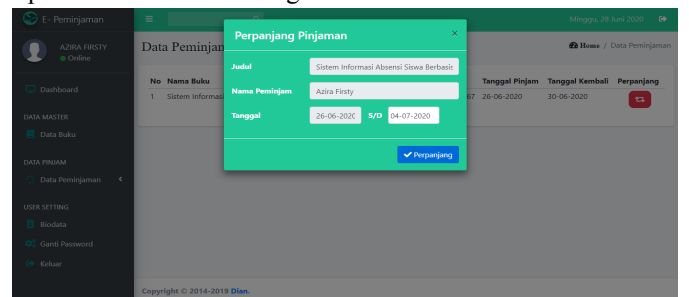 E- Peminjaman
Minggu, 28 Juni 2020
AZIRA FIRSTY
Online
Data Peminjam
Home / Data Peminjaman
Perpanjang Pinjaman
×
Judul
Sistem Informasi Absensi Siswa Berbasis
Nama Peminjam
Azira Firsty
Tanggal
26-06-2020 S/D 04-07-2020
Perpanjang
No Nama Buku Tanggal Pinjam Tanggal Kembali Perpanjang
1 Sistem Informasi 67 26-06-2020 30-06-2020
Dashboard
DATA MASTER
Data Buku
DATA PINJAM
Data Peminjaman
USER SETTING
Biodata
Ganti Password
Keluar
Copyright © 2014-2019 Dian.